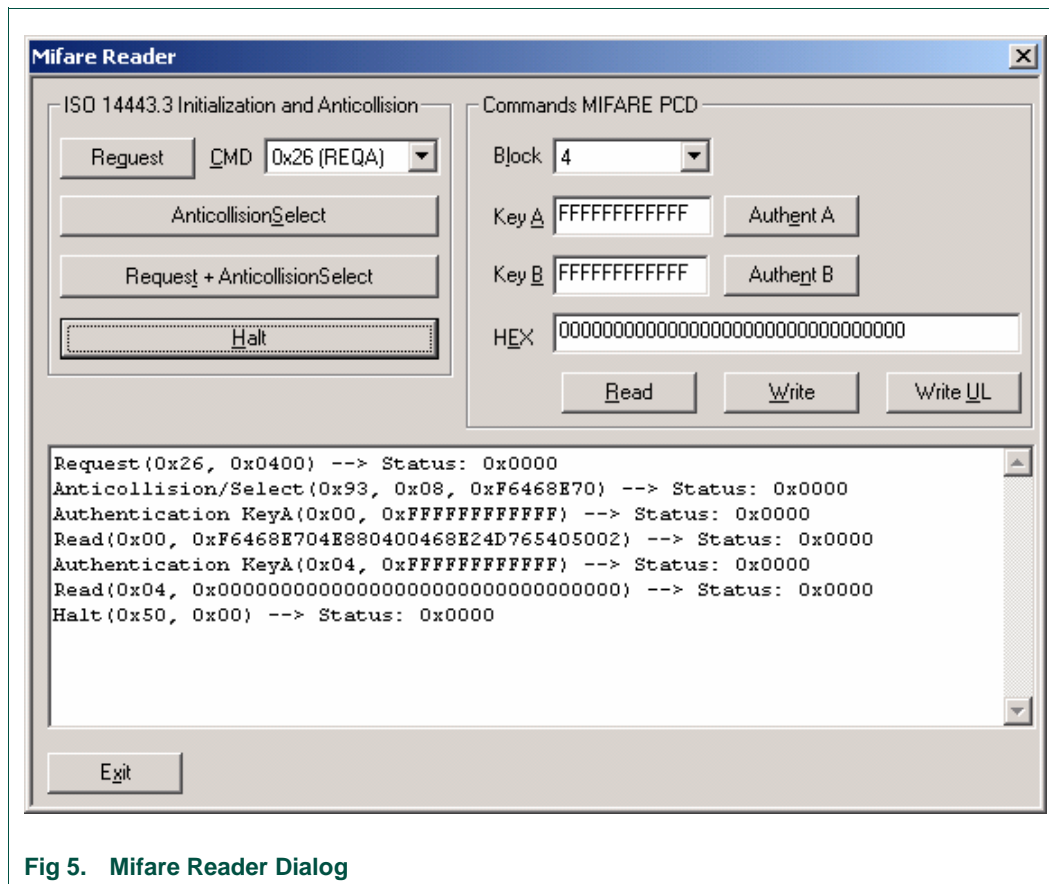 Mifare Reader
ISO 14443.3 Initialization and Anticollision
Reguest CMD 0x26 (REQA)
AnticollisionSelect
Request + AnticollisionSelect
Halt
Commands MIFARE PCD
Block 4
Key A FFFFFFFFFFFF Authent A
Key B FFFFFFFFFFFF Authent B
HEX 00000000000000000000000000000000
Read Write Write UL
Request(0x26, 0x0400) --> Status: 0x0000
Anticollision/Select(0x93, 0x08, 0xF6468E70) --> Status: 0x0000
Authentication KeyA(0x00, 0xFFFFFFFFFFFF) --> Status: 0x0000
Read(0x00, 0xF6468E704E880400468E24D765405002) --> Status: 0x0000
Authentication KeyA(0x04, 0xFFFFFFFFFFFF) --> Status: 0x0000
Read(0x04, 0x00000000000000000000000000000000) --> Status: 0x0000
Halt(0x50, 0x00) --> Status: 0x0000
Exit
Fig 5. Mifare Reader Dialog